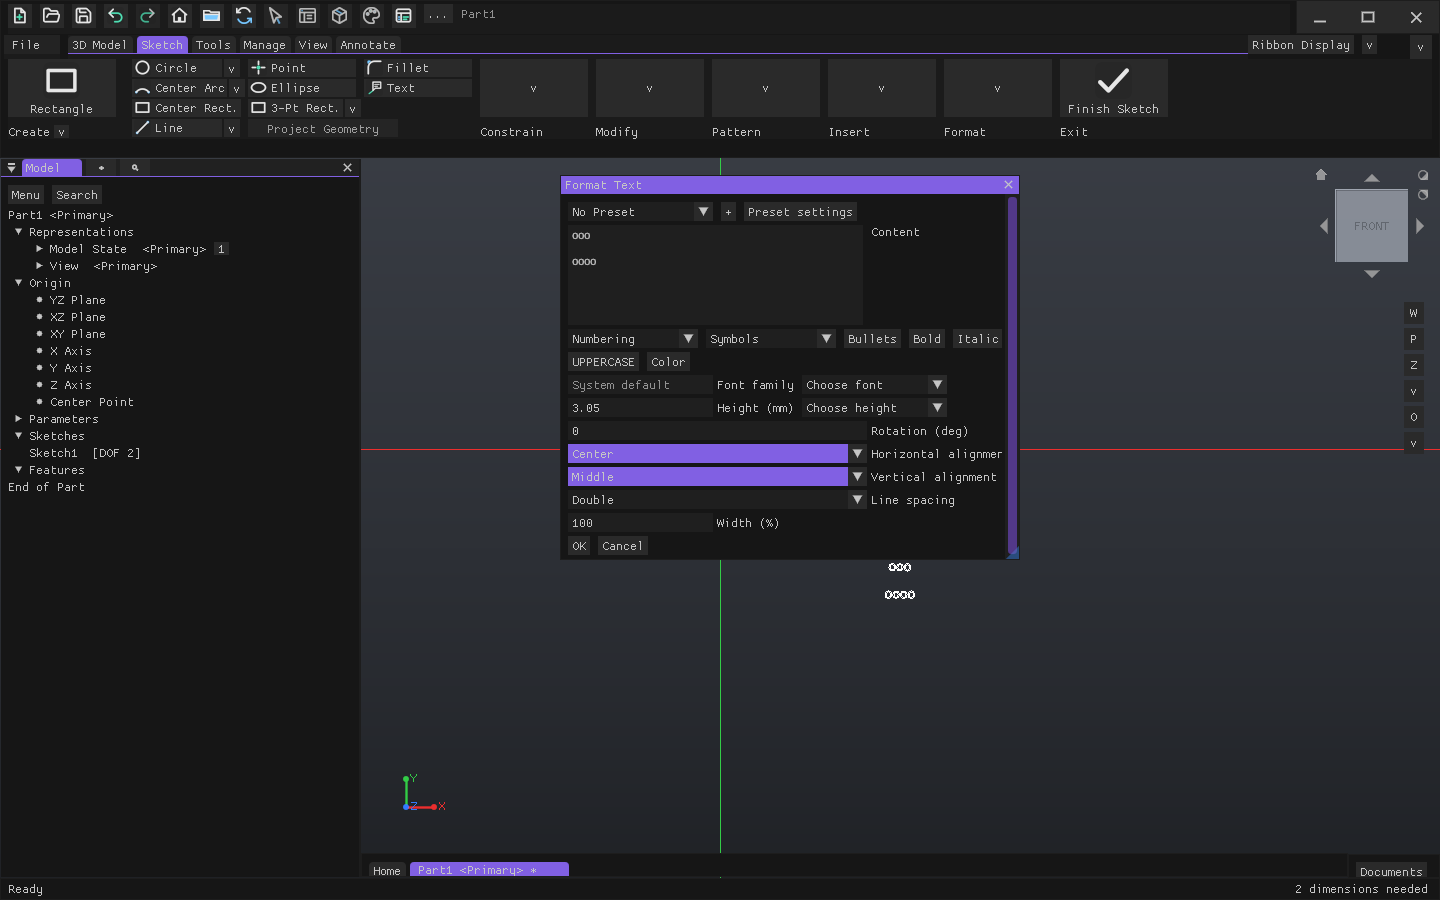 ... Part1
File 3D Model Sketch Tools Manage View Annotate Ribbon Display v v
Rectangle
Create v
Circle v
Center Arc v
Center Rect.
Line v
Point
Ellipse
3-Pt Rect. v
Project Geometry
Fillet
Text
v
Constrain
v
Modify
v
Pattern
v
Insert
v
Format
Finish Sketch
Exit
Model
Menu Search
Part1 <Primary>
Representations
Model State <Primary> 1
View <Primary>
Origin
YZ Plane
XZ Plane
XY Plane
X Axis
Y Axis
Z Axis
Center Point
Parameters
Sketches
Sketch1 [DOF 2]
Features
End of Part
Format Text
No Preset + Preset settings
ooo
oooo
Content
Numbering Symbols Bullets Bold Italic
UPPERCASE Color
System default Font family Choose font
3.05 Height (mm) Choose height
0 Rotation (deg)
Center Horizontal alignmen
Middle Vertical alignment
Double Line spacing
100 Width (%)
OK Cancel
ooo
oooo
FRONT
W
P
Z
v
O
v
Y
Z X
Home Part1 <Primary> * Documents
Ready 2 dimensions needed